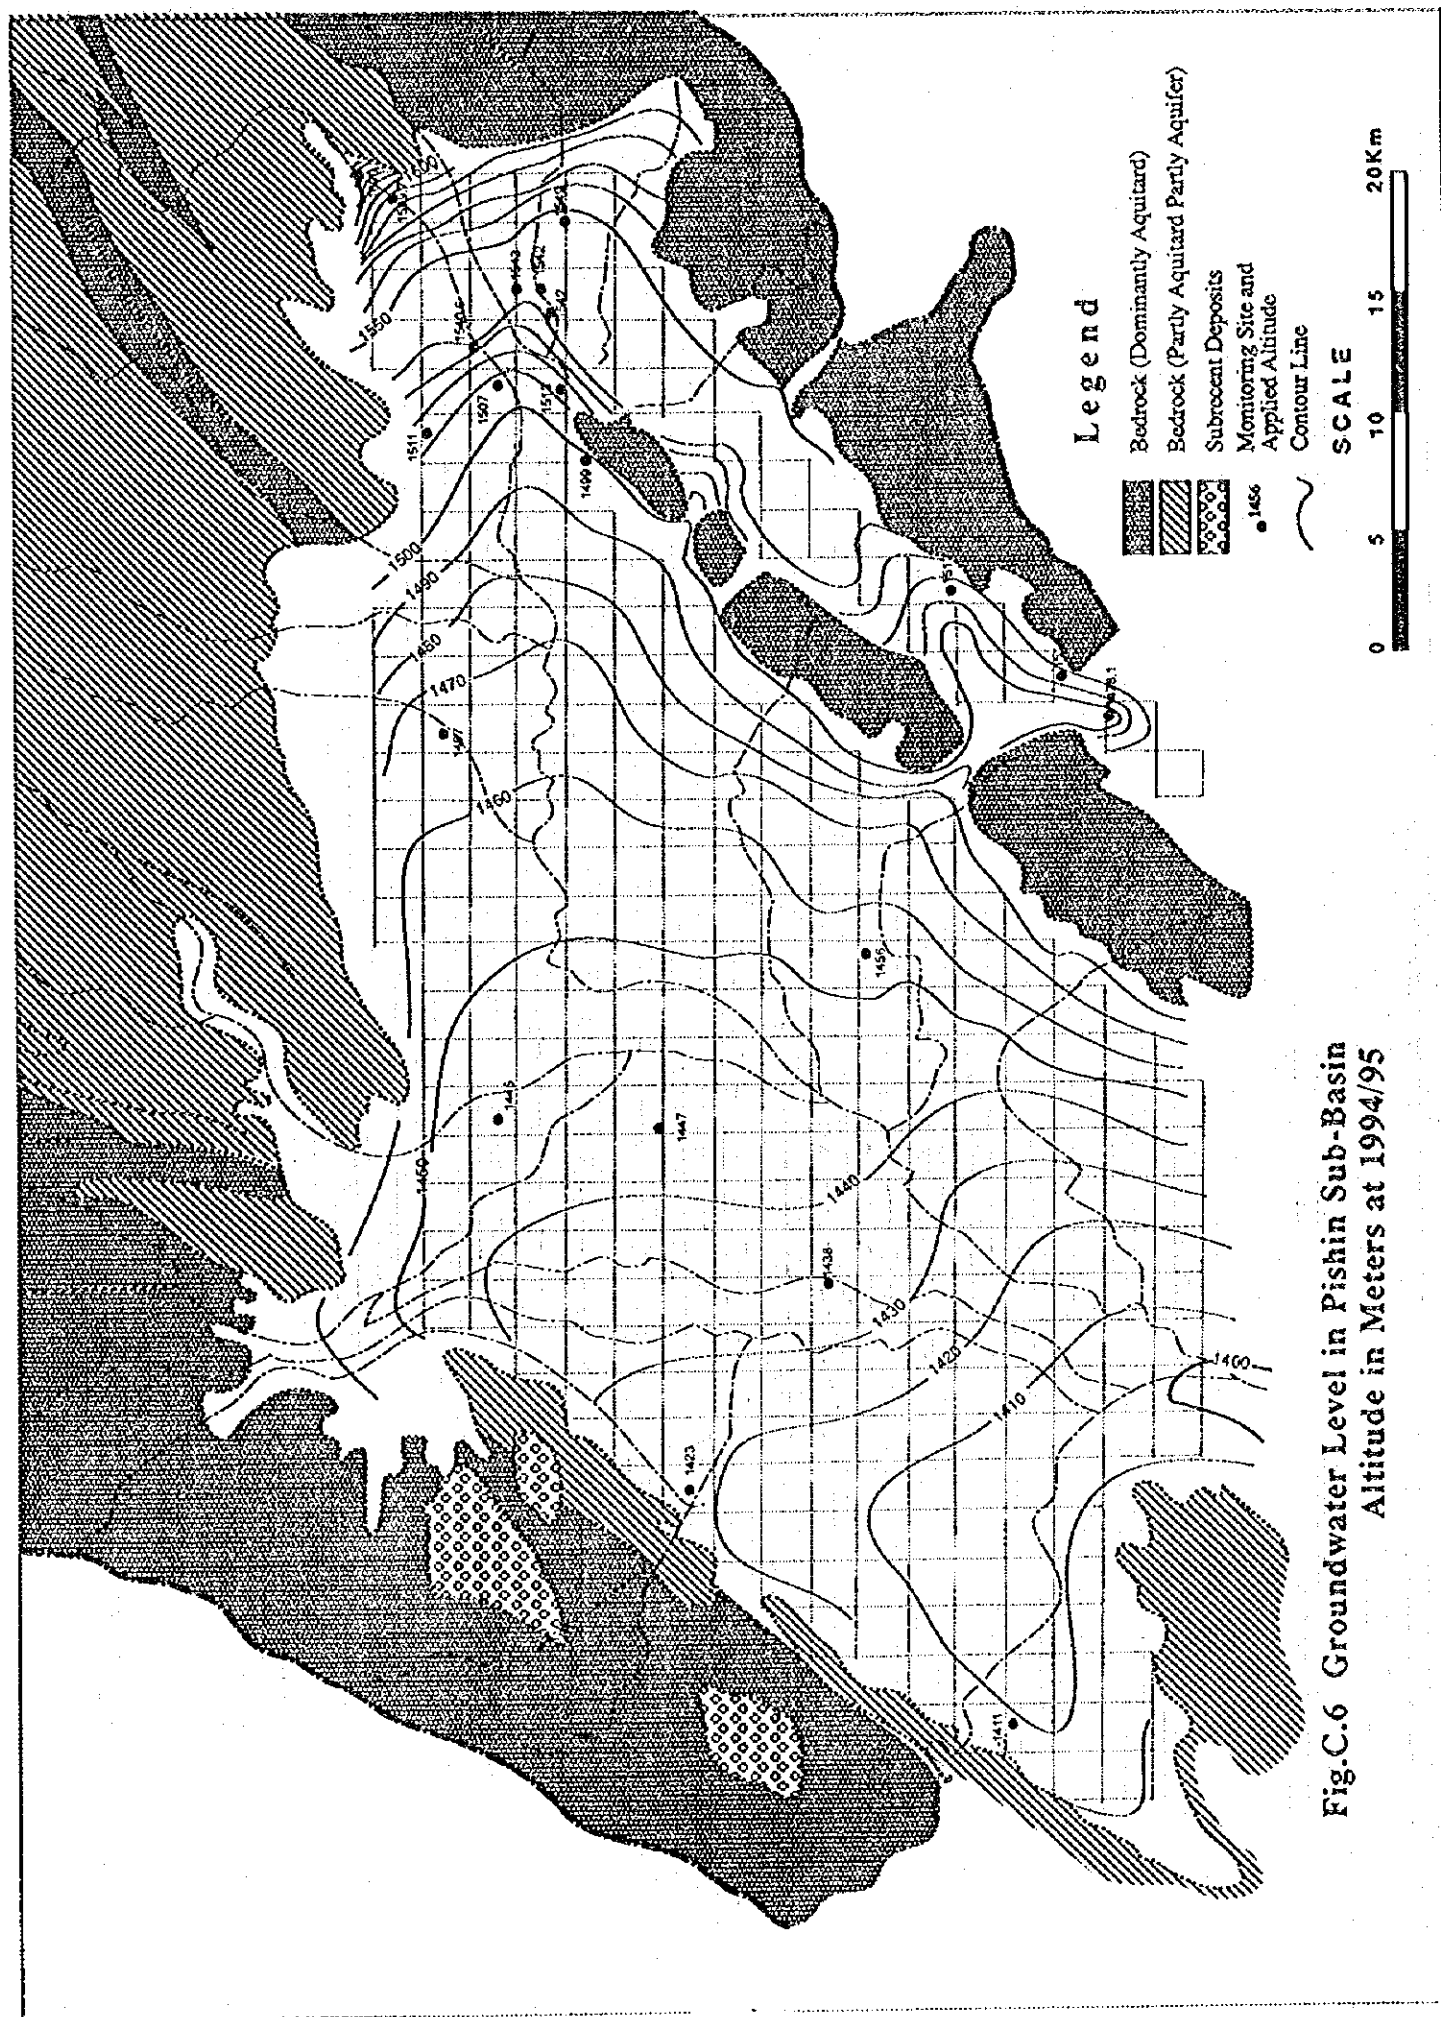 Fig.C.6 Groundwater Level in Pishin Sub-Basin
Altitude in Meters at 1994/95
Legend
Bedrock (Dominantly Aquitard)
Bedrock (Partly Aquitard Partly Aquifer)
Subrecent Deposits
1456
Monitoring Site and
Applied Altitude
Contour Line
SCALE
0 5 10 15 20Km
1600
1550
1543
1542
1507
1511
1499
1500
1490
1480
1470
1460
1456
1447
1450
1440
1438
1430
1423
1420
1410
1411
1400